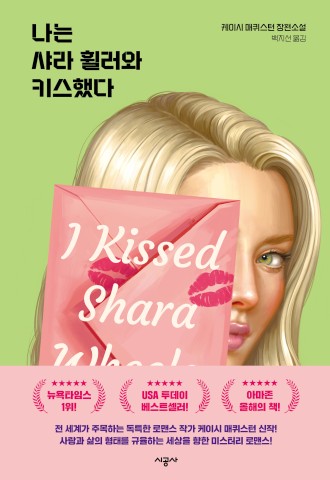 나는
샤라 휠러와
키스했다
케이시 매퀴스턴 장편소설
백지선 옮김
I Kissed
Shara
Wheeler
★★★★★
뉴욕타임스
1위!
★★★★★
USA 투데이
베스트셀러!
★★★★★
아마존
올해의 책!
전 세계가 주목하는 독특한 로맨스 작가 케이시 매퀴스턴 신작!
사랑과 삶의 형태를 규율하는 세상을 향한 미스터리 로맨스!
시공사